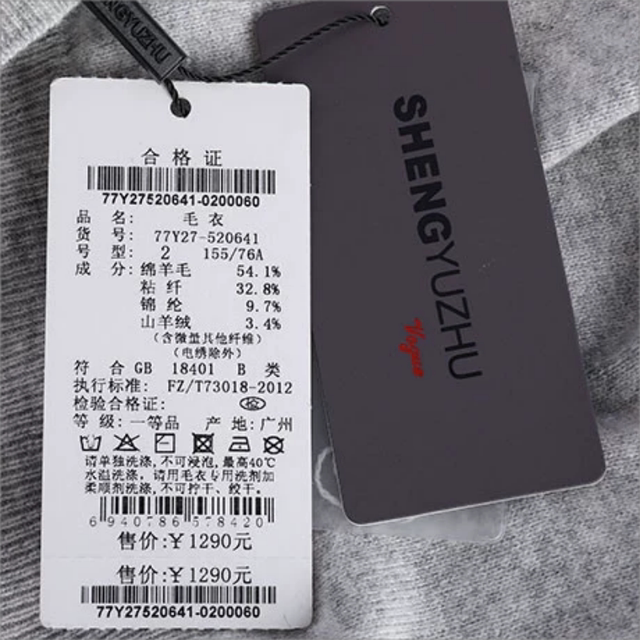 SHENGYUZHU
合格证
77Y27520641-0200060
品名: 毛衣
货号: 77Y27-520641
号型: 2 155/76A
成分: 绵羊毛 54.1%
粘纤 32.8%
锦纶 9.7%
山羊绒 3.4%
(含微量其他纤维)
(电绣除外)
符合GB 18401 B类
执行标准: FZ/T73018-2012
检验合格证: 检
等级: 一等品 产地: 广州
请单独洗涤,不可浸泡,最高40℃
水温洗涤,请用毛衣专用洗剂加
柔顺剂洗涤,不可拧干、绞干。
6940786578420
售价:¥1290元
售价:¥1290元
77Y27520641-0200060
SHENGYUZHU
Vogue